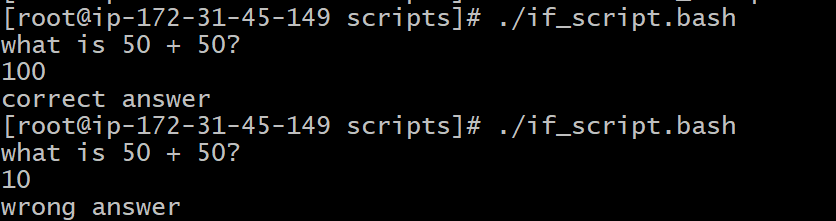 [root@ip-172-31-45-149 scripts]# ./if_script.bash
what is 50 + 50?
100
correct answer
[root@ip-172-31-45-149 scripts]# ./if_script.bash
what is 50 + 50?
10
wrong answer